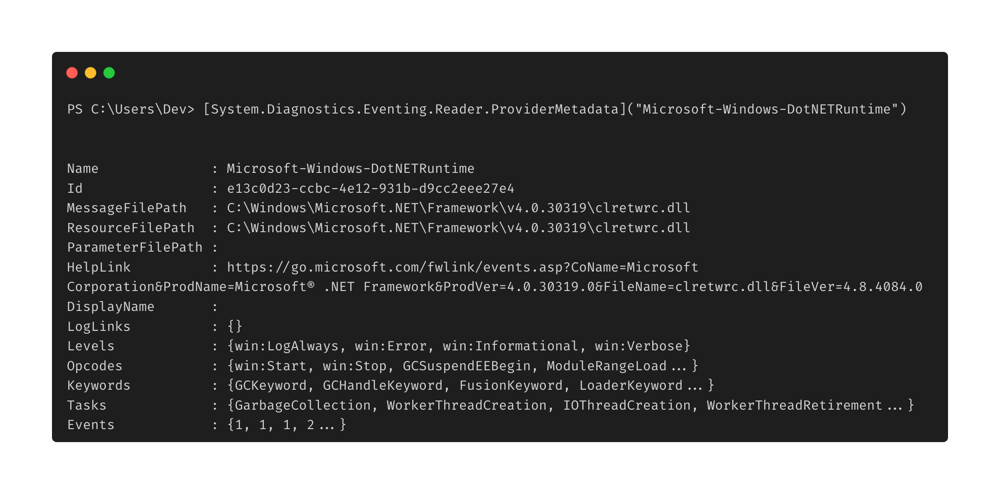 PS C:\Users\Dev> [System.Diagnostics.Eventing.Reader.ProviderMetadata]("Microsoft-Windows-DotNETRuntime")
Name              : Microsoft-Windows-DotNETRuntime
Id                : e13c0d23-ccbc-4e12-931b-d9cc2eee27e4
MessageFilePath   : C:\Windows\Microsoft.NET\Framework\v4.0.30319\clretwrc.dll
ResourceFilePath  : C:\Windows\Microsoft.NET\Framework\v4.0.30319\clretwrc.dll
ParameterFilePath :
HelpLink          : https://go.microsoft.com/fwlink/events.asp?CoName=Microsoft
Corporation&ProdName=Microsoft® .NET Framework&ProdVer=4.0.30319.0&FileName=clretwrc.dll&FileVer=4.8.4084.0
DisplayName       :
LogLinks          : {}
Levels            : {win:LogAlways, win:Error, win:Informational, win:Verbose}
Opcodes           : {win:Start, win:Stop, GCSuspendEEBegin, ModuleRangeLoad...}
Keywords          : {GCKeyword, GCHandleKeyword, FusionKeyword, LoaderKeyword...}
Tasks             : {GarbageCollection, WorkerThreadCreation, IOThreadCreation, WorkerThreadRetirement...}
Events            : {1, 1, 1, 2...}